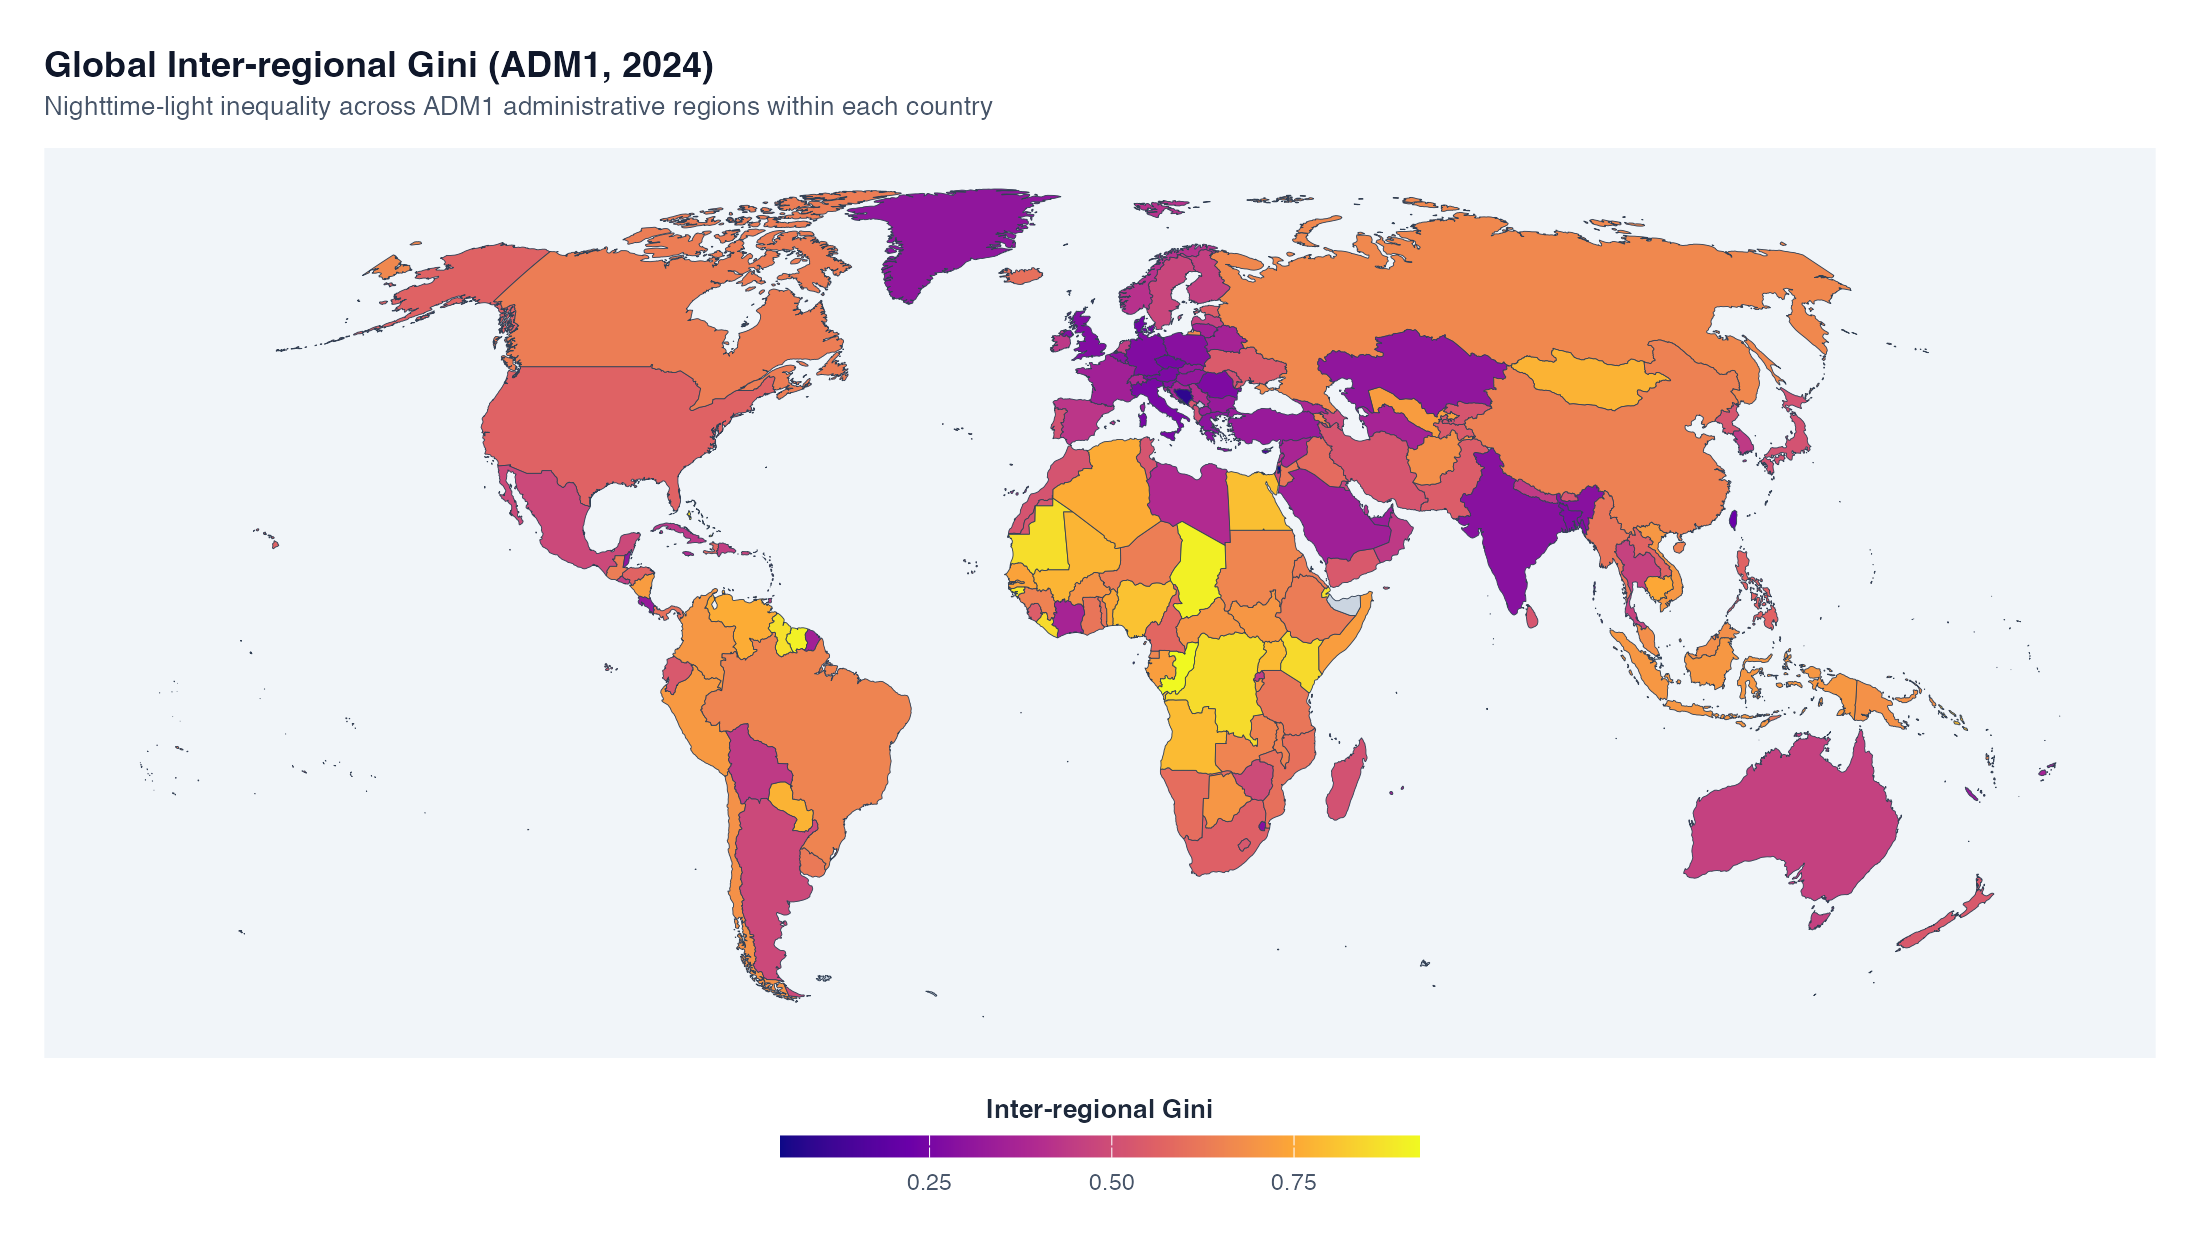 Global Inter-regional Gini (ADM1, 2024)
Nighttime-light inequality across ADM1 administrative regions within each country
Inter-regional Gini
0.25 0.50 0.75